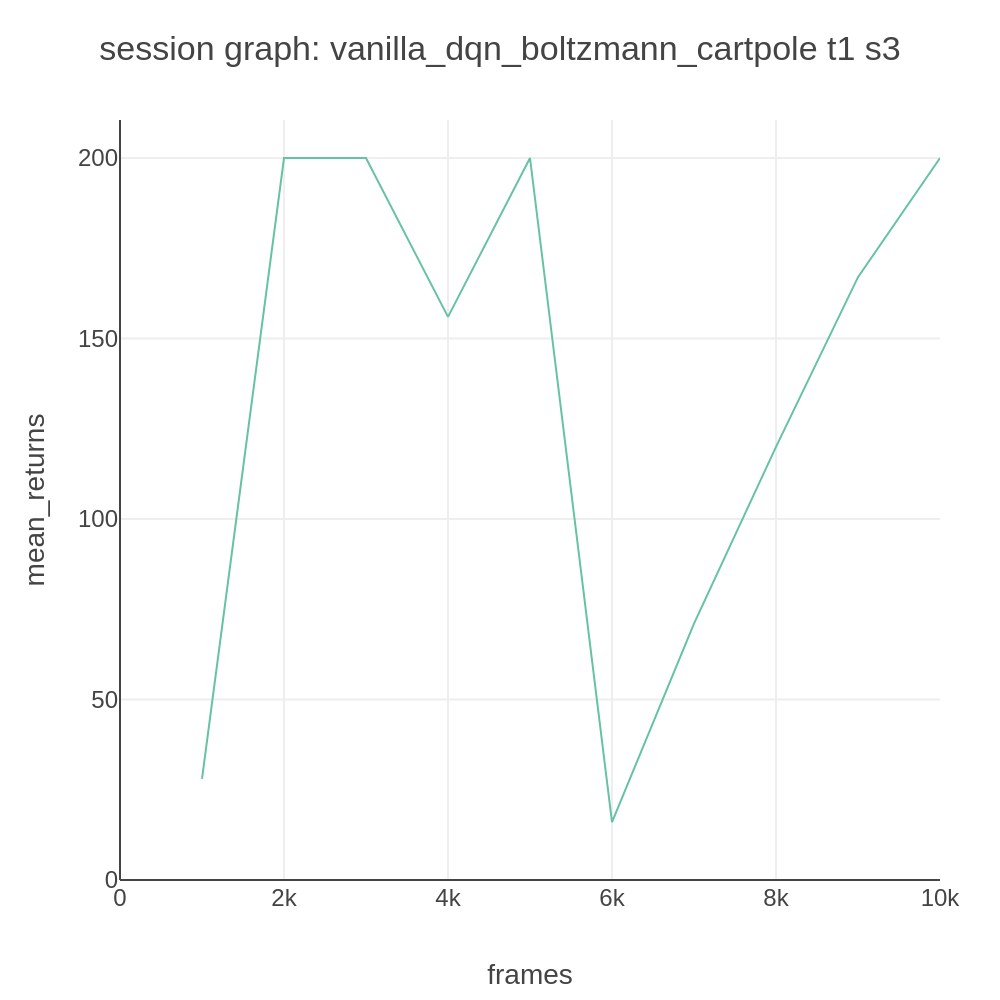 session graph: vanilla_dqn_boltzmann_cartpole t1 s3
200
150
100
50
0
mean_returns
0 2k 4k 6k 8k 10k
frames